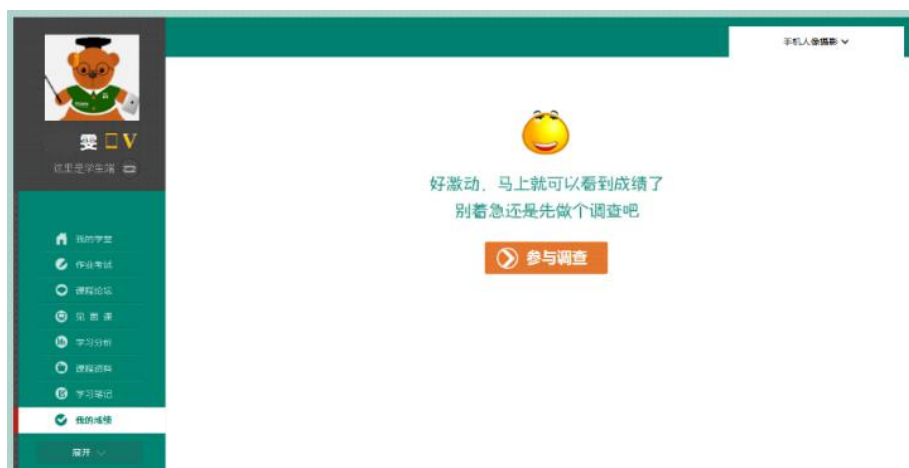 手机人像摄影
雯
V
这里是学生端
好激动，马上就可以看到成绩了
别着急还是先做个调查吧
参与调查
我的学堂
作业考试
课程论坛
见面课
学习分析
课程资料
学习笔记
我的成绩
展开